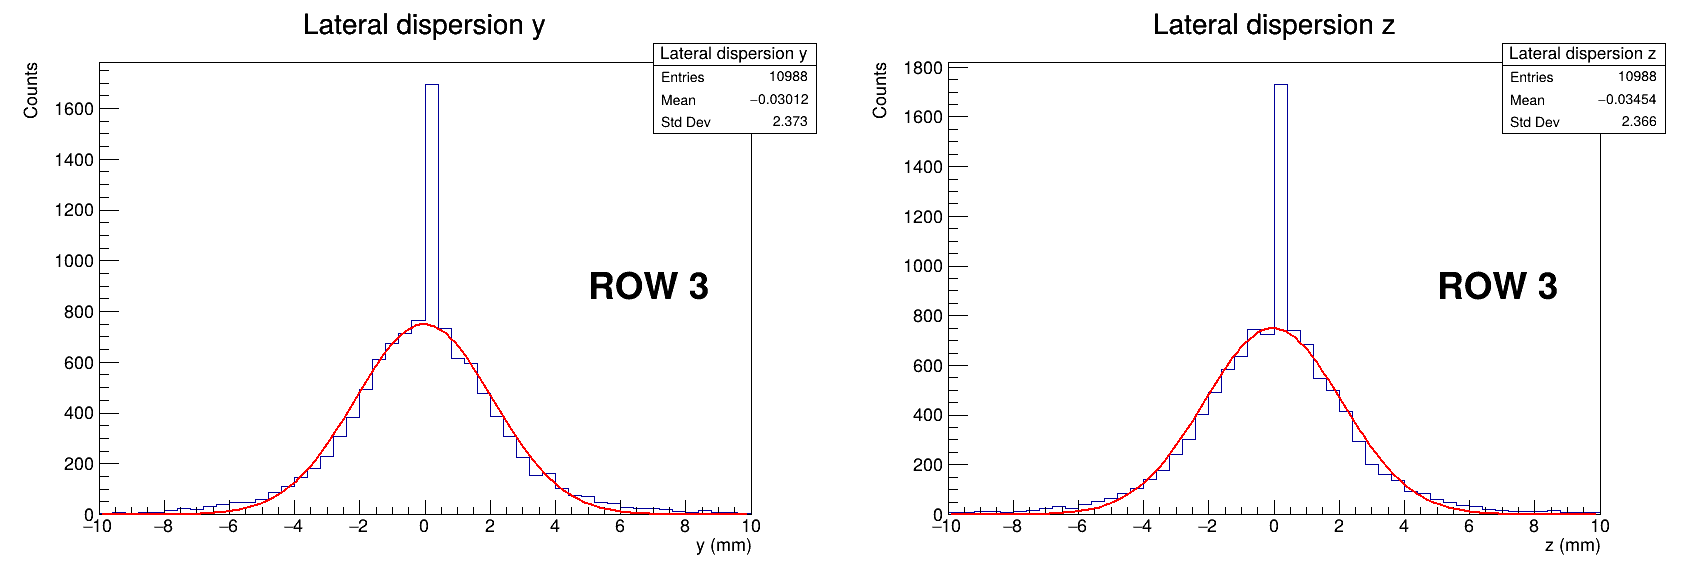 Lateral dispersion y
Counts
Lateral dispersion y
Entries 10988
Mean −0.03012
Std Dev 2.373
1600
1400
1200
1000
800
600
400
200
0
ROW 3
−10 −8 −6 −4 −2 0 2 4 6 8 10
y (mm)
Lateral dispersion z
Counts
Lateral dispersion z
Entries 10988
Mean −0.03454
Std Dev 2.366
1800
1600
1400
1200
1000
800
600
400
200
0
ROW 3
−10 −8 −6 −4 −2 0 2 4 6 8 10
z (mm)